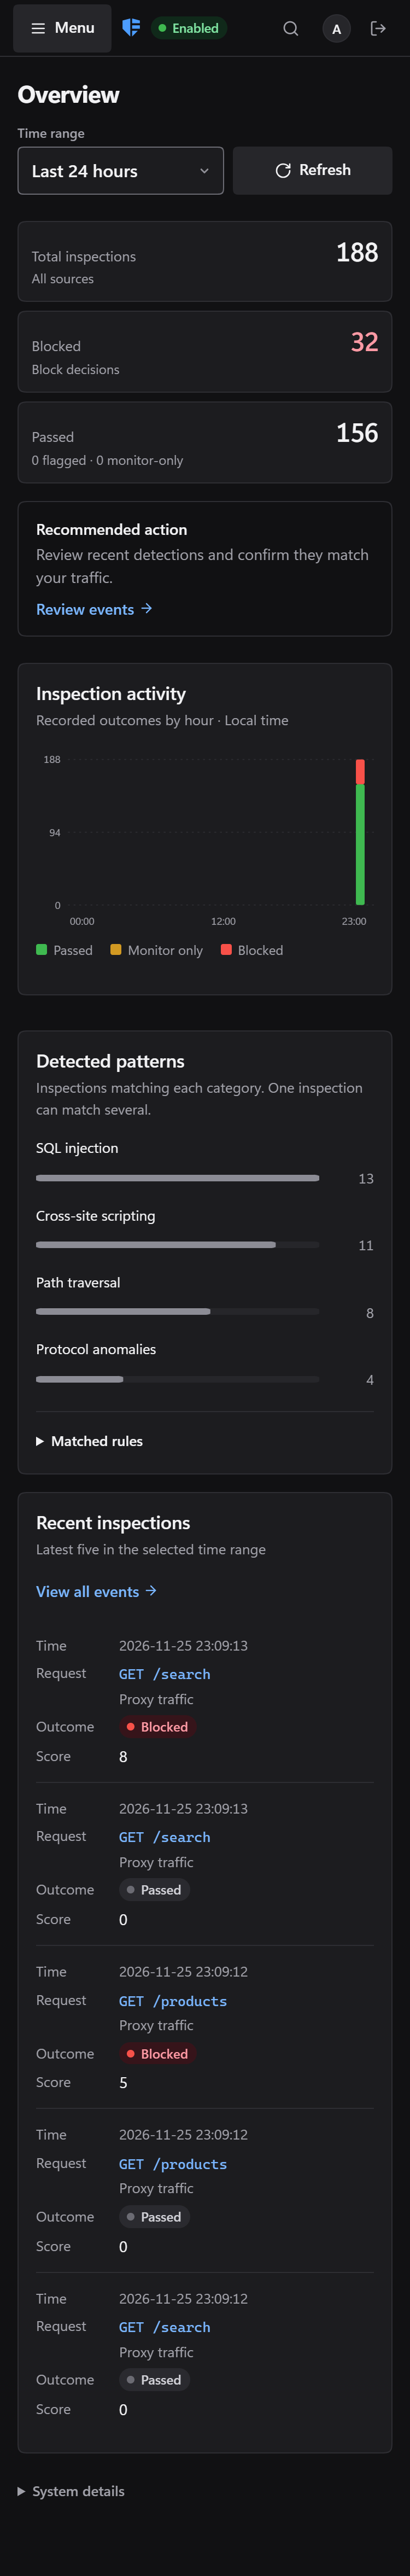 Menu
Enabled
A
Overview
Time range
Last 24 hours
Refresh
Total inspections
188
All sources
Blocked
32
Block decisions
Passed
156
0 flagged · 0 monitor-only
Recommended action
Review recent detections and confirm they match
your traffic.
Review events →
Inspection activity
Recorded outcomes by hour · Local time
188
94
0
00:00 12:00 23:00
Passed Monitor only Blocked
Detected patterns
Inspections matching each category. One inspection
can match several.
SQL injection
13
Cross-site scripting
11
Path traversal
8
Protocol anomalies
4
Matched rules
Recent inspections
Latest five in the selected time range
View all events →
Time 2026-11-25 23:09:13
Request GET /search
Proxy traffic
Outcome Blocked
Score 8
Time 2026-11-25 23:09:13
Request GET /search
Proxy traffic
Outcome Passed
Score 0
Time 2026-11-25 23:09:12
Request GET /products
Proxy traffic
Outcome Blocked
Score 5
Time 2026-11-25 23:09:12
Request GET /products
Proxy traffic
Outcome Passed
Score 0
Time 2026-11-25 23:09:12
Request GET /search
Proxy traffic
Outcome Passed
Score 0
System details